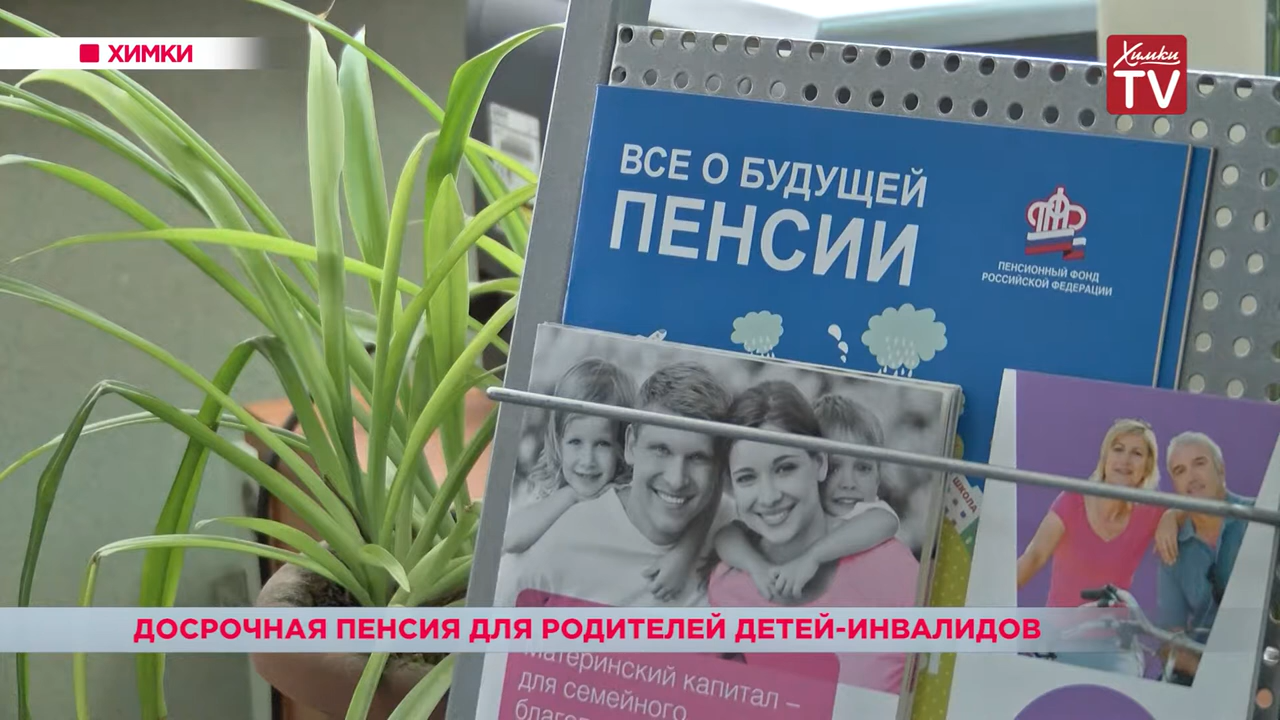 ХИМКИ
Химки
TV
ВСЕ О БУДУЩЕЙ
ПЕНСИИ
ПЕНСИОННЫЙ ФОНД
РОССИЙСКОЙ ФЕДЕРАЦИИ
ШКОЛА
ДОСРОЧНАЯ ПЕНСИЯ ДЛЯ РОДИТЕЛЕЙ ДЕТЕЙ-ИНВАЛИДОВ
Материнский капитал –
для семейного